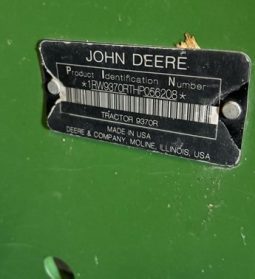 JOHN DEERE
Product Identification Number
*1RW9370RTHP056208*
TRACTOR 9370R
MADE IN USA
DEERE & COMPANY, MOLINE, ILLINOIS, USA